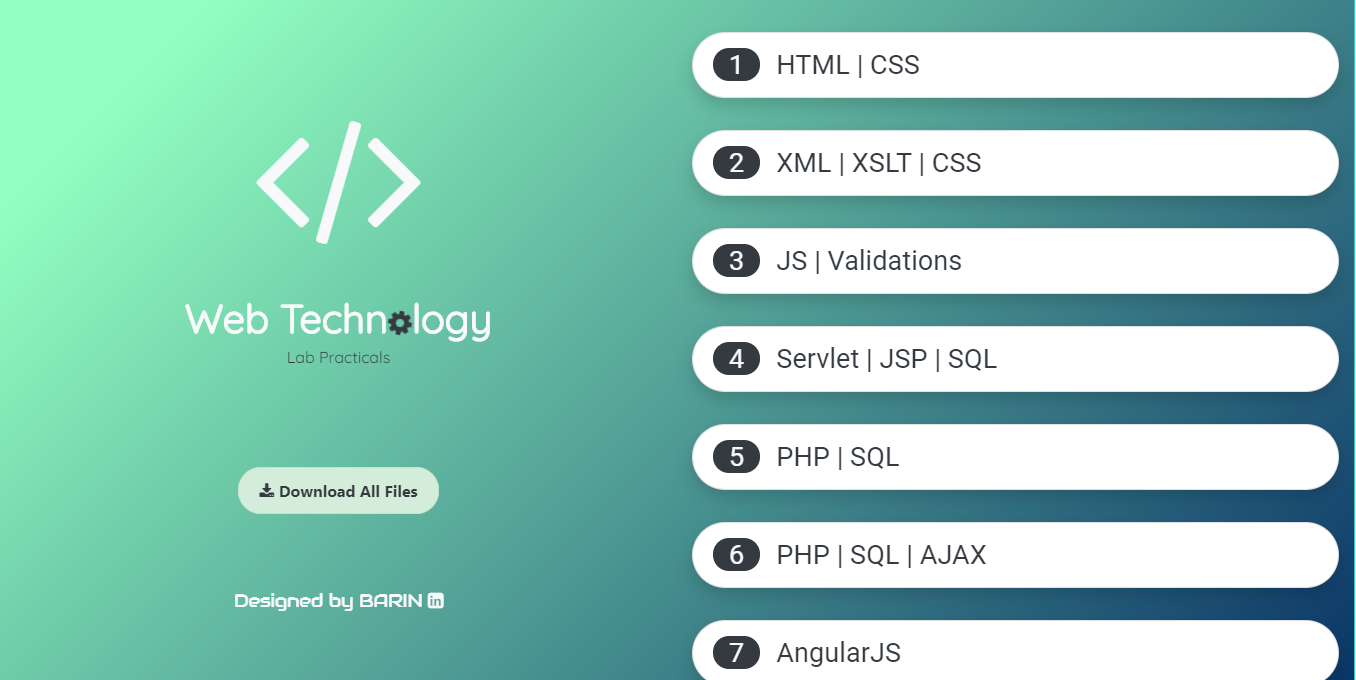 </>
Web Technology
Lab Practicals
Download All Files
Designed by BARIN in
1 HTML | CSS
2 XML | XSLT | CSS
3 JS | Validations
4 Servlet | JSP | SQL
5 PHP | SQL
6 PHP | SQL | AJAX
7 AngularJS